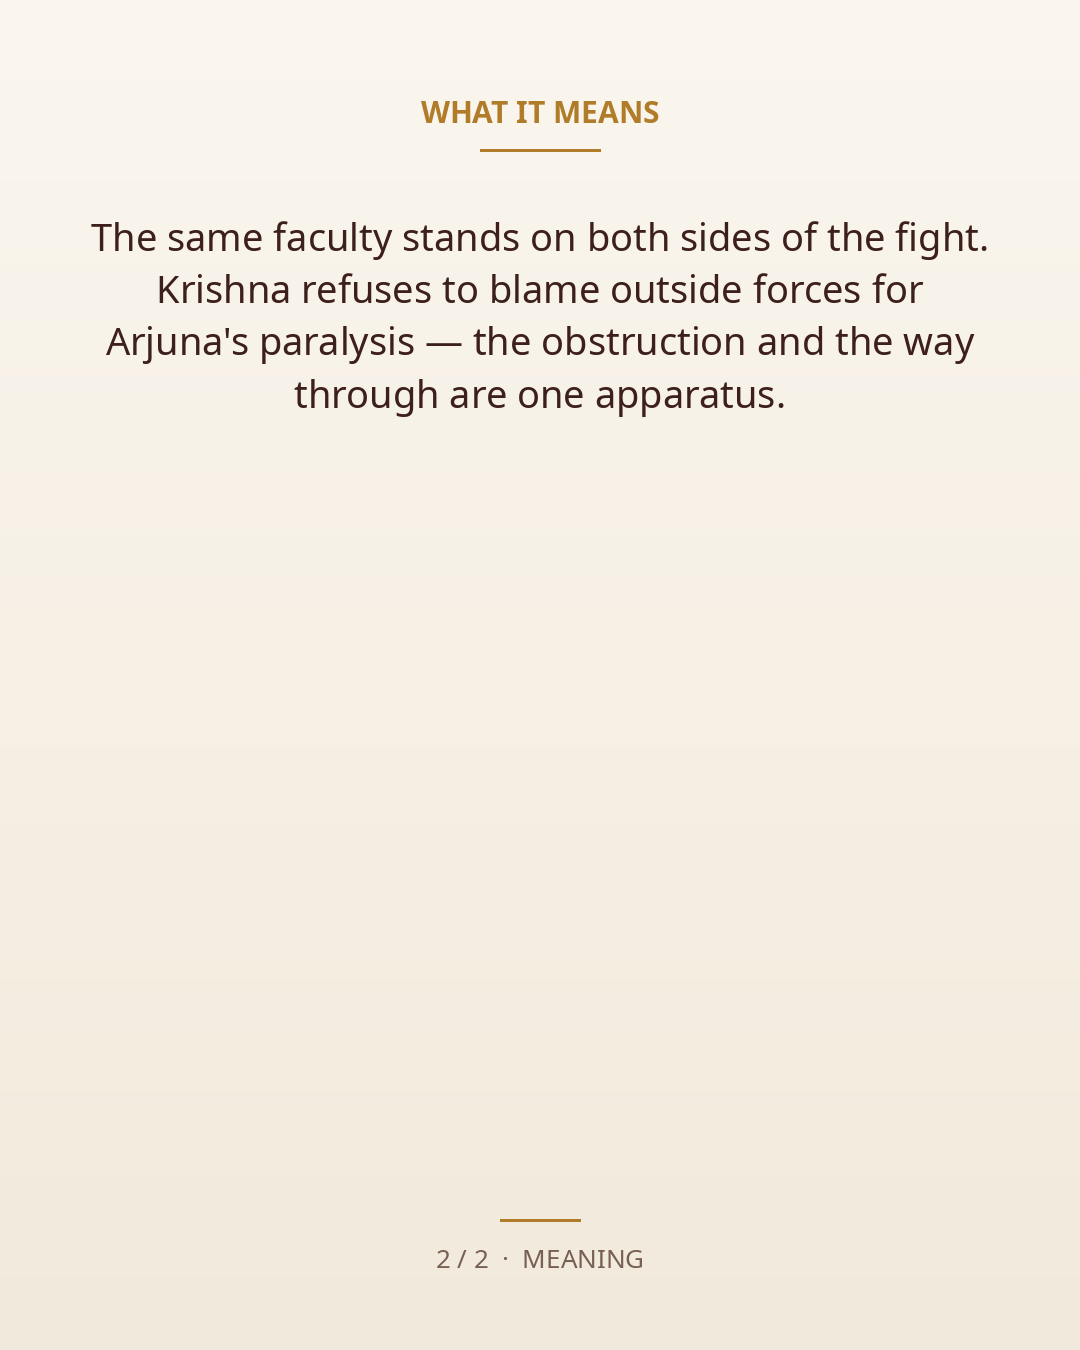 WHAT IT MEANS
The same faculty stands on both sides of the fight.
Krishna refuses to blame outside forces for
Arjuna's paralysis — the obstruction and the way
through are one apparatus.
2 / 2 · MEANING